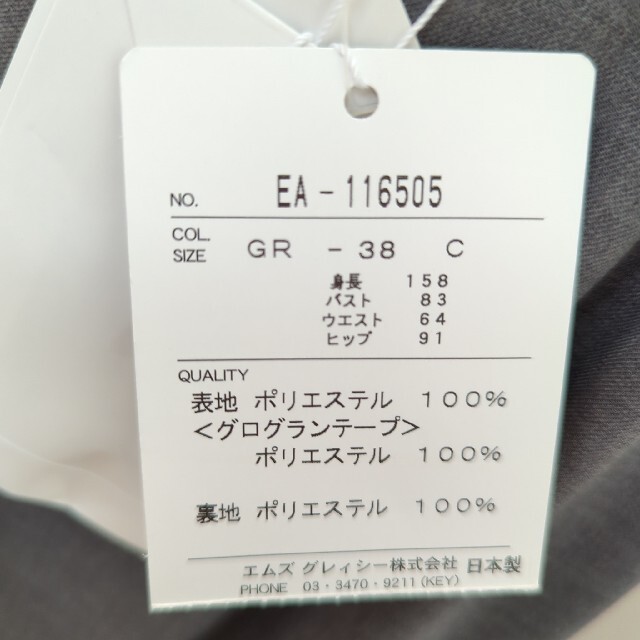 NO. EA-116505
COL.
SIZE GR -38 C
身長 158
バスト 83
ウエスト 64
ヒップ 91
QUALITY
表地 ポリエステル 100%
<グログランテープ>
ポリエステル 100%
裏地 ポリエステル 100%
エムズ グレィシー株式会社 日本製
PHONE 03・3470・9211(KEY)